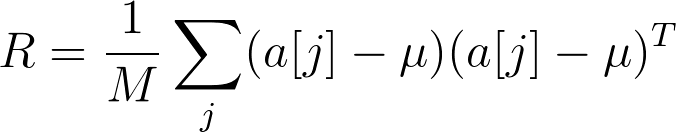 R = \frac{1}{M} \sum_{j} (a[j] - \mu)(a[j] - \mu)^T